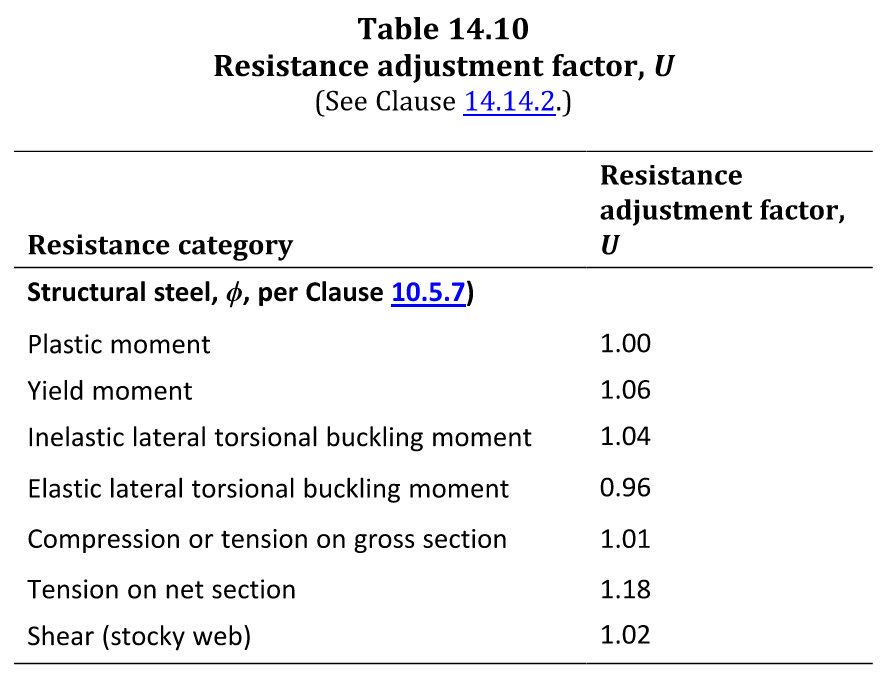 Table 14.10
Resistance adjustment factor, U
(See Clause 14.14.2.)
Resistance
adjustment factor,
Resistance category U
Structural steel, ϕ, per Clause 10.5.7)
Plastic moment 1.00
Yield moment 1.06
Inelastic lateral torsional buckling moment 1.04
Elastic lateral torsional buckling moment 0.96
Compression or tension on gross section 1.01
Tension on net section 1.18
Shear (stocky web) 1.02